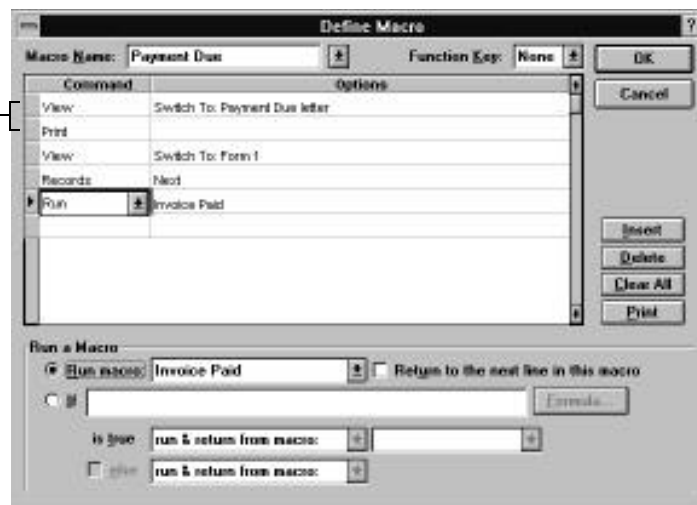 Define Macro
?
Macro Name: Payment Due Function Key: None OK
Command Options Cancel
View Switch To: Payment Due letter
Print
View Switch To: Form 1
Records Next
Run Invoice Paid
Insert
Delete
Clear All
Print
Run a Macro
Run macro: Invoice Paid Return to the next line in this macro
If Formula...
is true run & return from macro:
else run & return from macro: